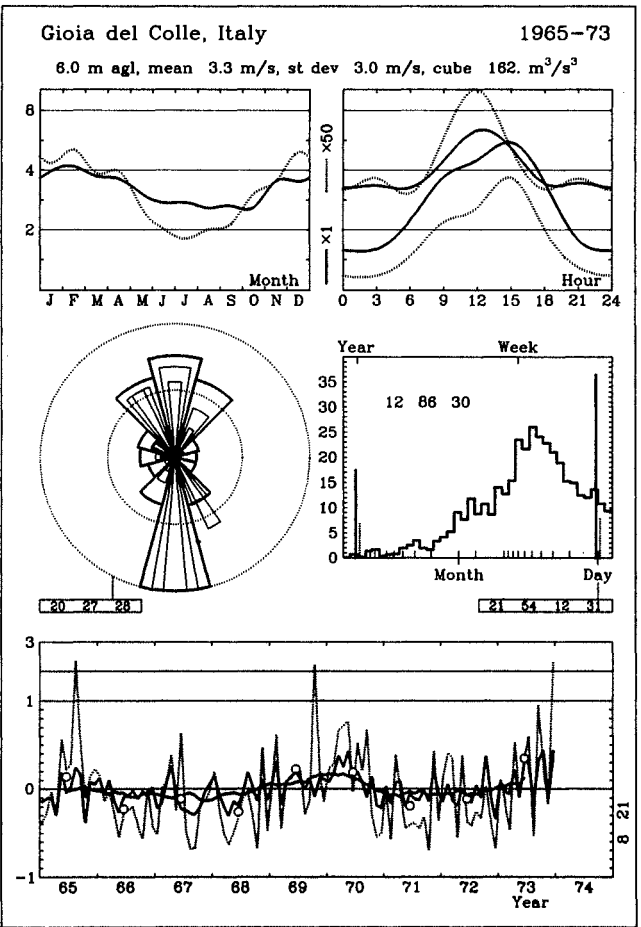 Gioia del Colle, Italy 1965-73
6.0 m agl, mean 3.3 m/s, st dev 3.0 m/s, cube 162. m³/s³
8
4
2
Month
J F M A M J J A S O N D
×50
×1
Hour
0 3 6 9 12 15 18 21 24
Year Week
35
30
25
20
15
10
5
0
12 86 30
Month Day
20 27 28
21 54 12 31
3
1
0
-1
65 66 67 68 69 70 71 72 73 74
Year
8 21